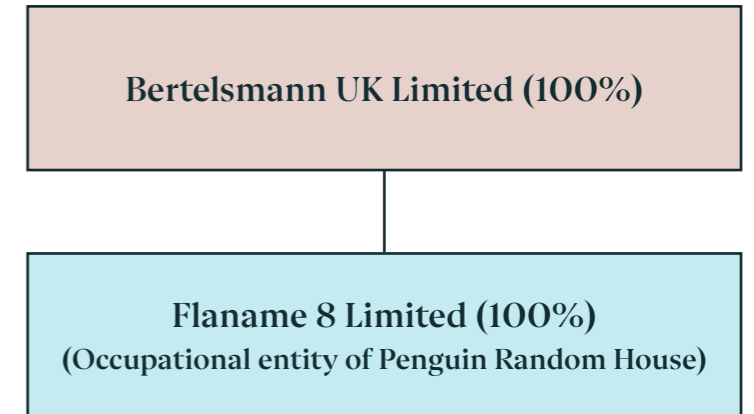 Bertelsmann UK Limited (100%)
Flaname 8 Limited (100%)
(Occupational entity of Penguin Random House)